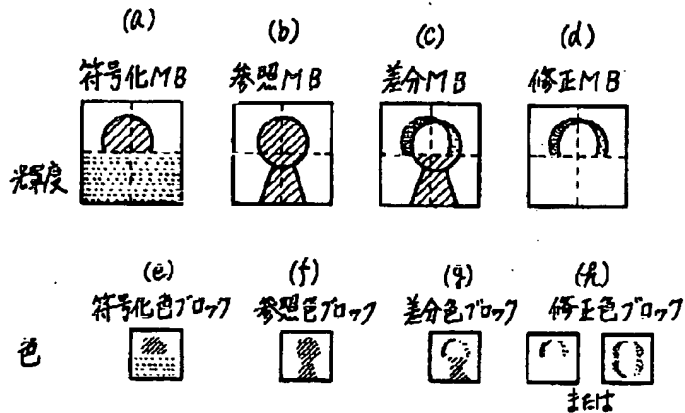 (a) (b) (c) (d)
符号化MB 参照MB 差分MB 修正MB
輝度
(e) (f) (g) (h)
符号化色ブロック 参照色ブロック 差分色ブロック 修正色ブロック
色
または